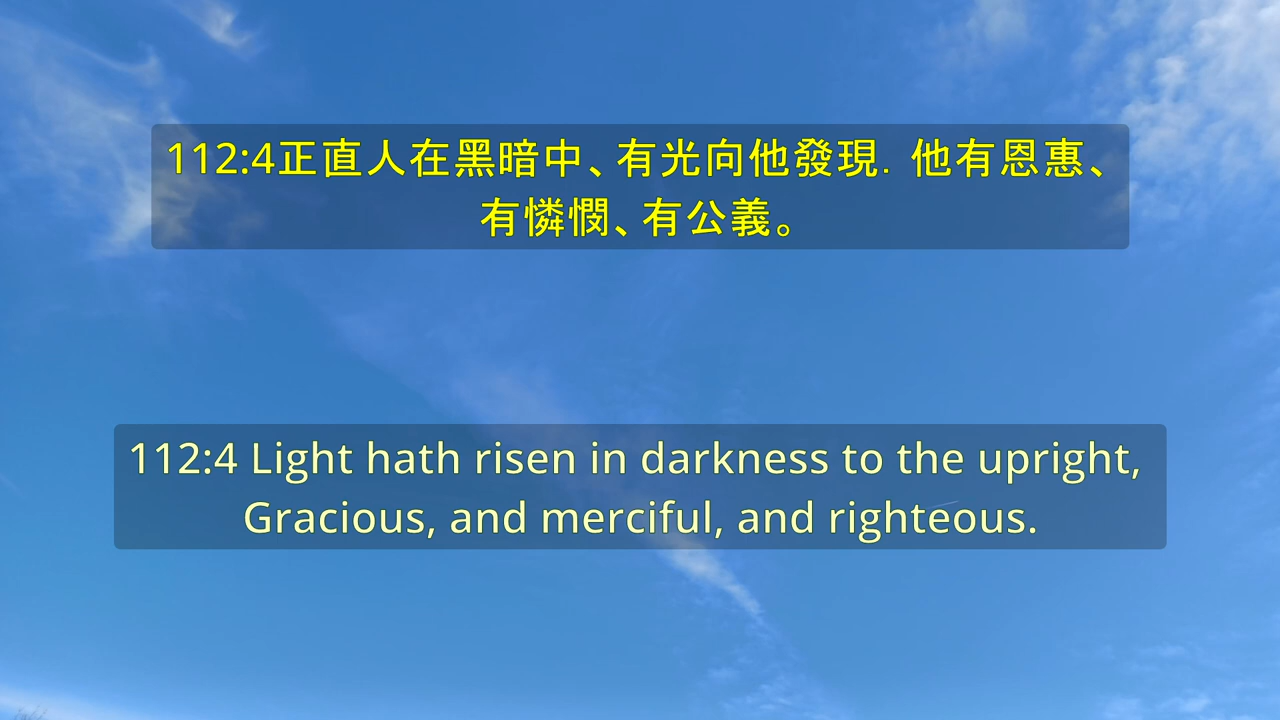 112:4正直人在黑暗中、有光向他發現. 他有恩惠、
有憐憫、有公義。
112:4 Light hath risen in darkness to the upright,
Gracious, and merciful, and righteous.